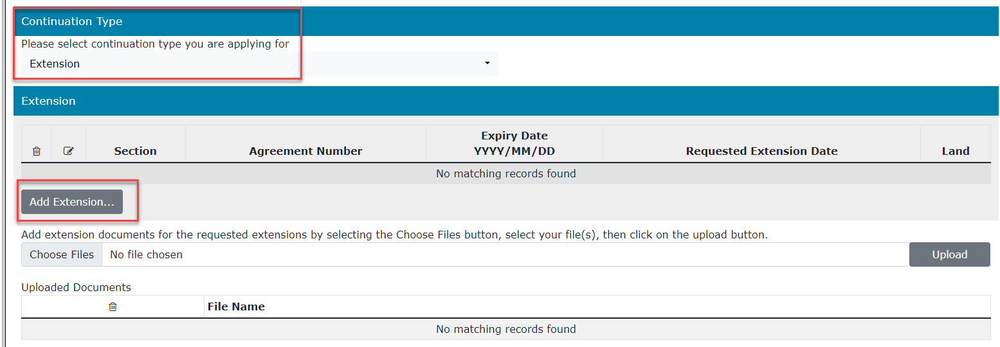 Continuation Type
Please select continuation type you are applying for
Extension
Extension
Expiry Date
Section Agreement Number YYYY/MM/DD Requested Extension Date Land
No matching records found
Add Extension...
Add extension documents for the requested extensions by selecting the Choose Files button, select your file(s), then click on the upload button.
Choose Files No file chosen Upload
Uploaded Documents
File Name
No matching records found